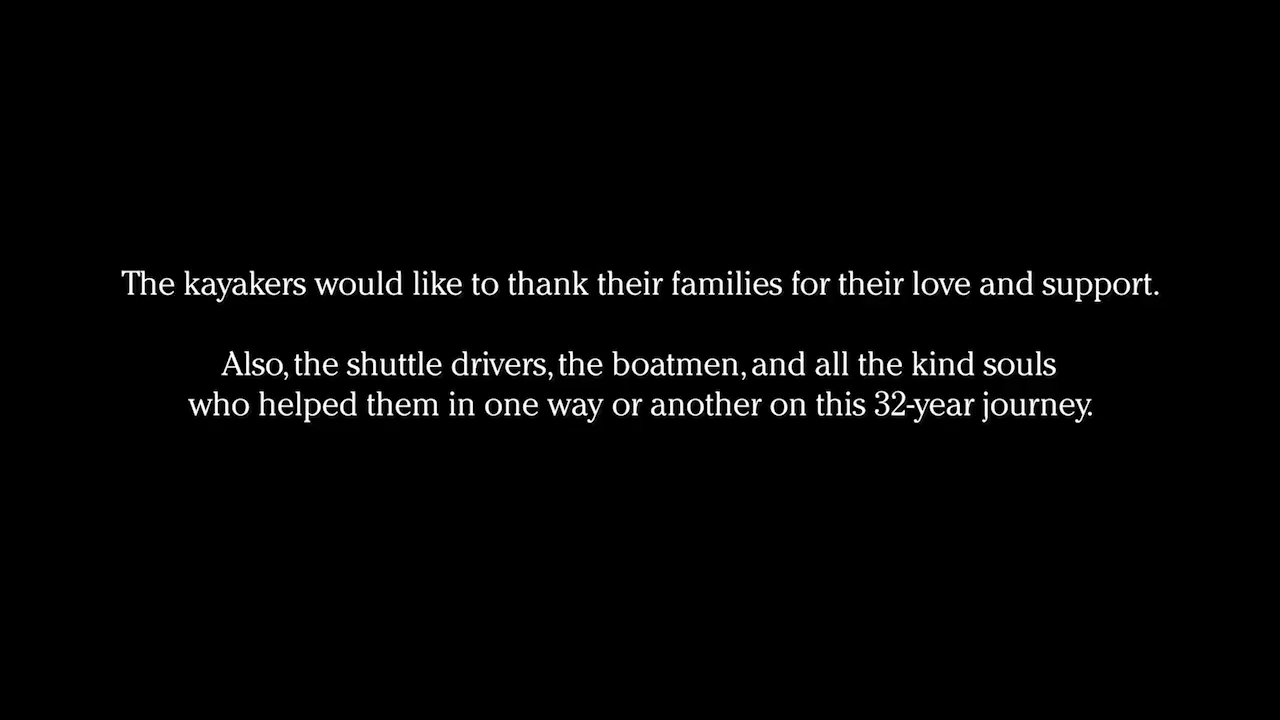 The kayakers would like to thank their families for their love and support.
Also, the shuttle drivers, the boatmen, and all the kind souls
who helped them in one way or another on this 32-year journey.